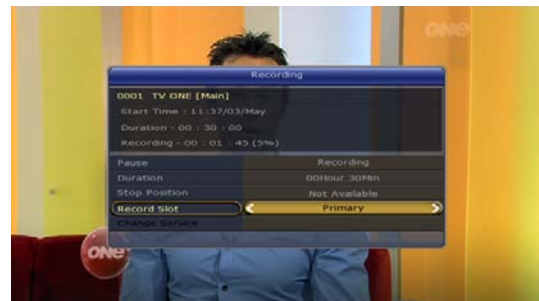 ONE
Recording
0001 TV ONE [Main]
Start Time : 11:37/03/May
Duration - 00 : 30 : 00
Recording - 00 : 01 : 45 (5%)
Pause Recording
Duration 00Hour 30Min
Stop Position Not Available
Record Slot Primary
Change Service
ONE